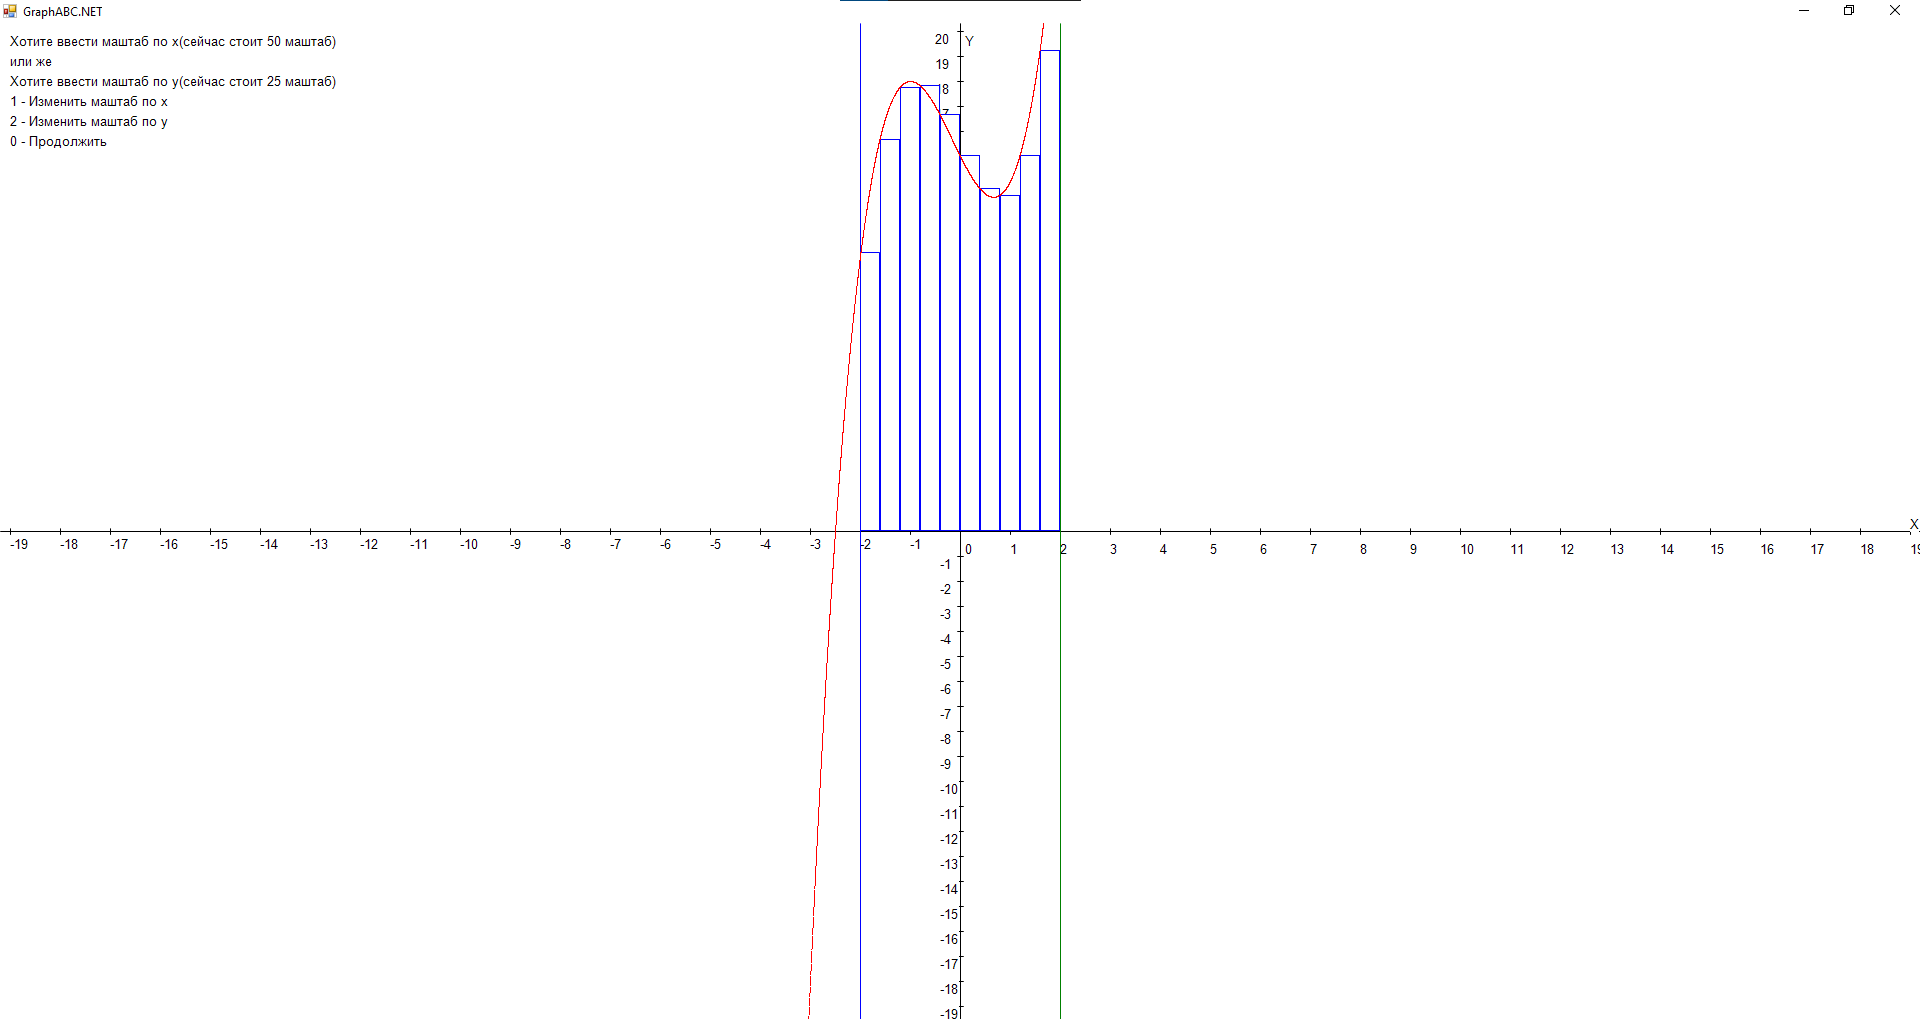 GraphABC.NET
Хотите ввести маштаб по x(сейчас стоит 50 маштаб)
или же
Хотите ввести маштаб по y(сейчас стоит 25 маштаб)
1 - Изменить маштаб по x
2 - Изменить маштаб по y
0 - Продолжить
20
Y
19
8
7
X
-19 -18 -17 -16 -15 -14 -13 -12 -11 -10 -9 -8 -7 -6 -5 -4 -3 -2 -1 0 1 2 3 4 5 6 7 8 9 10 11 12 13 14 15 16 17 18
-1
-2
-3
-4
-5
-6
-7
-8
-9
-10
-11
-12
-13
-14
-15
-16
-17
-18
-19